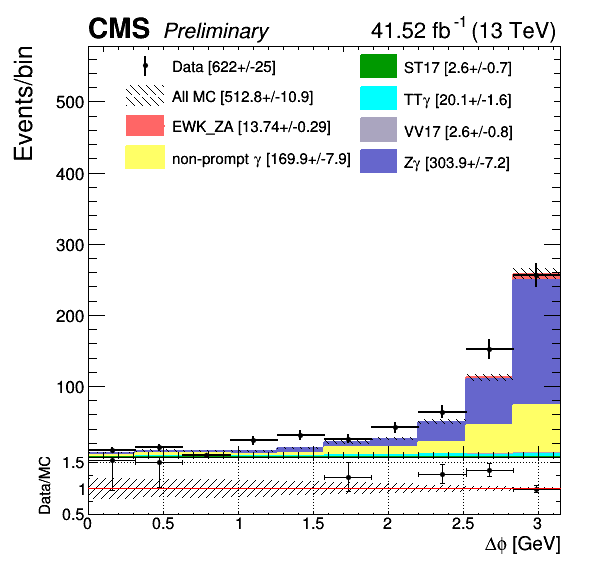 CMS Preliminary 41.52 fb⁻¹ (13 TeV)
Events/bin
Data [622+/-25]
All MC [512.8+/-10.9]
EWK_ZA [13.74+/-0.29]
non-prompt γ [169.9+/-7.9]
ST17 [2.6+/-0.7]
TTγ [20.1+/-1.6]
VV17 [2.6+/-0.8]
Zγ [303.9+/-7.2]
500
400
300
200
100
Data/MC
1.5
1
0.5
0 0.5 1 1.5 2 2.5 3
Δϕ [GeV]